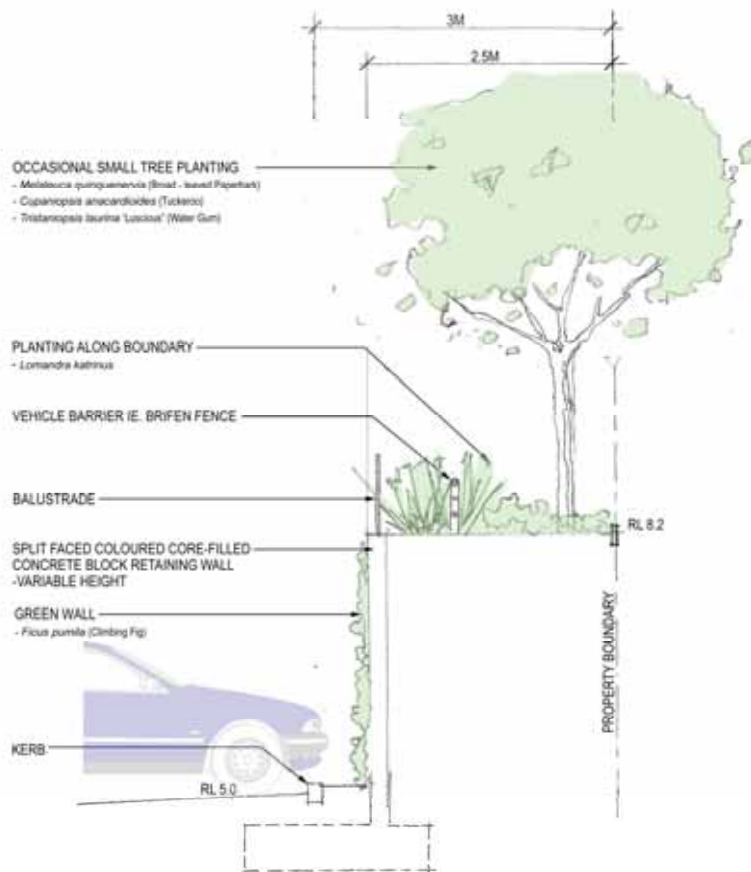 3M
2.5M
OCCASIONAL SMALL TREE PLANTING
- Melaleuca quinquenervia (Broad - leaved Paperbark)
- Cupaniopsis anacardioides (Tuckeroo)
- Tristaniopsis laurina 'Luscious' (Water Gum)
PLANTING ALONG BOUNDARY
- Lomandra katrinus
VEHICLE BARRIER IE. BRIFEN FENCE
BALUSTRADE
RL 8.2
SPLIT FACED COLOURED CORE-FILLED
CONCRETE BLOCK RETAINING WALL
-VARIABLE HEIGHT
GREEN WALL
- Ficus pumila (Climbing Fig)
PROPERTY BOUNDARY
KERB
RL 5.0